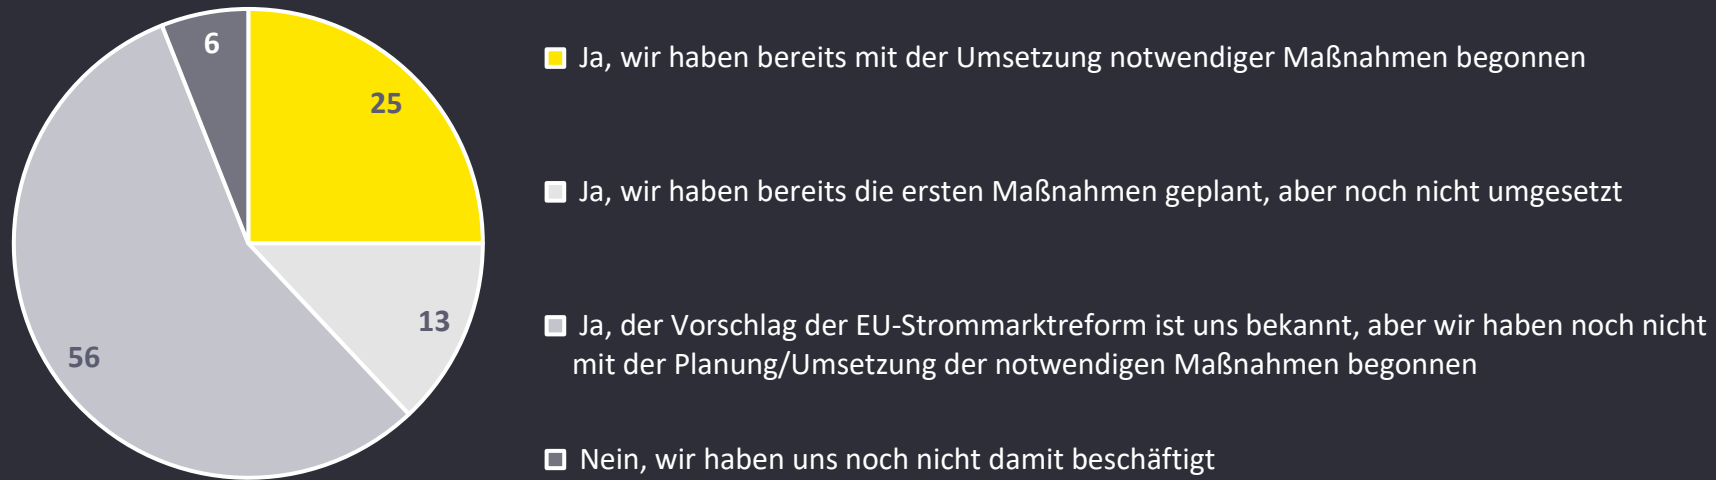 6
25
13
56
Ja, wir haben bereits mit der Umsetzung notwendiger Maßnahmen begonnen
Ja, wir haben bereits die ersten Maßnahmen geplant, aber noch nicht umgesetzt
Ja, der Vorschlag der EU-Strommarktreform ist uns bekannt, aber wir haben noch nicht
mit der Planung/Umsetzung der notwendigen Maßnahmen begonnen
Nein, wir haben uns noch nicht damit beschäftigt